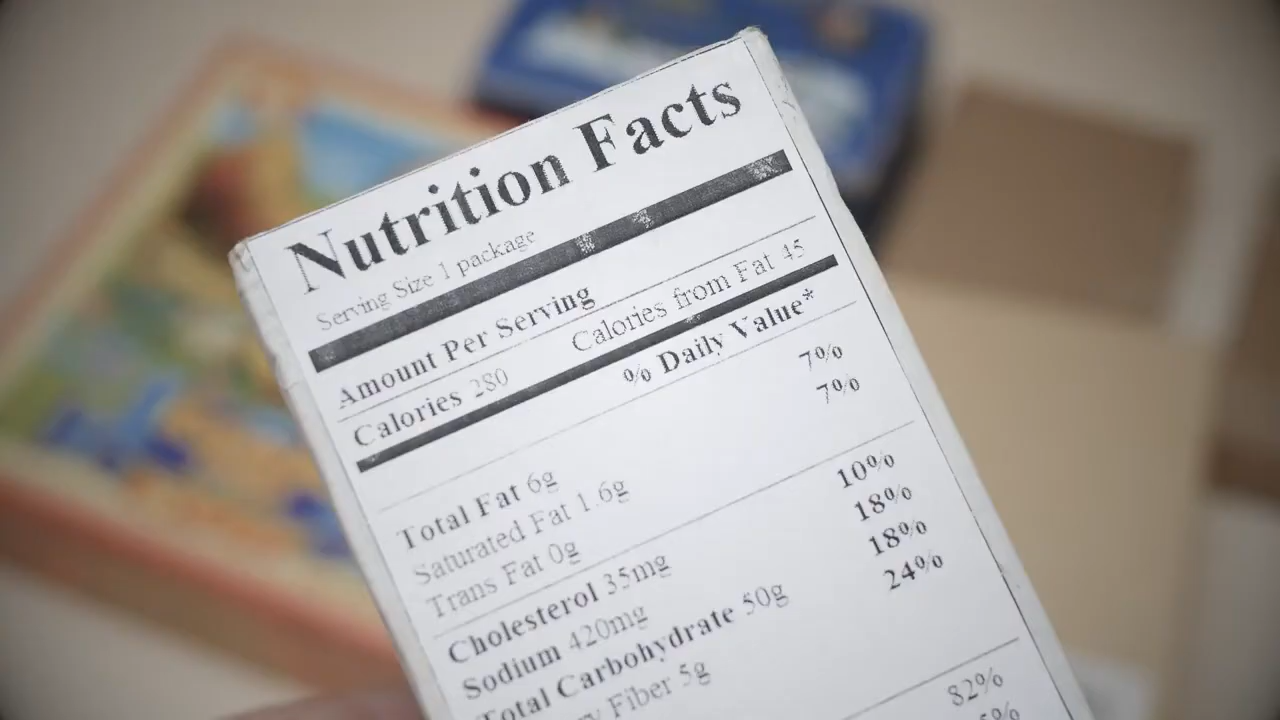 Nutrition Facts
Serving Size 1 package
Amount Per Serving
Calories 280 Calories from Fat 45
% Daily Value*
Total Fat 6g 7%
Saturated Fat 1.6g 7%
Trans Fat 0g
Cholesterol 35mg 10%
Sodium 420mg 18%
Total Carbohydrate 50g 18%
Fiber 5g 24%
82%